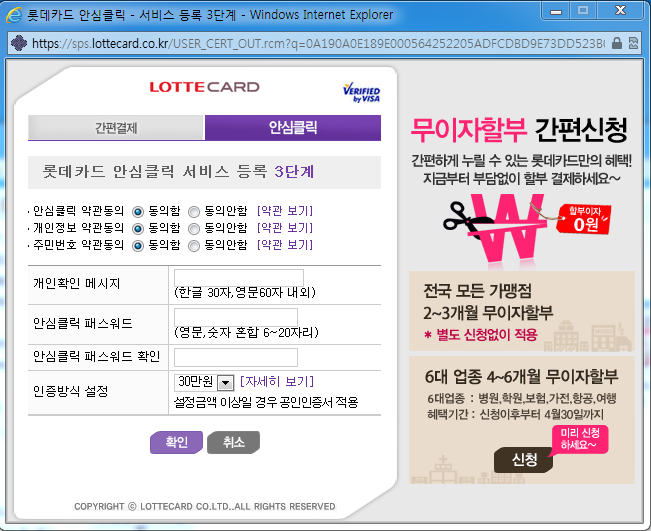 롯데카드 안심클릭 - 서비스 등록 3단계 - Windows Internet Explorer
https://sps.lottecard.co.kr/USER_CERT_OUT.rcm?q=0A190A0E189E000564252205ADFCDBD9E73DD523B
LOTTE CARD
VERIFIED
by VISA
간편결제
안심클릭
롯데카드 안심클릭 서비스 등록 3단계
· 안심클릭 약관동의 동의함 동의안함 [약관 보기]
· 개인정보 약관동의 동의함 동의안함 [약관 보기]
· 주민번호 약관동의 동의함 동의안함 [약관 보기]
개인확인 메시지
(한글 30자,영문60자 내외)
안심클릭 패스워드
(영문,숫자 혼합 6~20자리)
안심클릭 패스워드 확인
인증방식 설정
30만원 [자세히 보기]
설정금액 이상일 경우 공인인증서 적용
확인 취소
COPYRIGHT ⓒ LOTTECARD CO.LTD..ALL RIGHTS RESERVED
무이자할부 간편신청
간편하게 누릴 수 있는 롯데카드만의 혜택!
지금부터 부담없이 할부 결제하세요~
할부이자
0원
전국 모든 가맹점
2~3개월 무이자할부
* 별도 신청없이 적용
6대 업종 4~6개월 무이자할부
6대업종 : 병원,학원,보험,가전,항공,여행
혜택기간 : 신청이후부터 4월30일까지
미리 신청
하세요~
신청